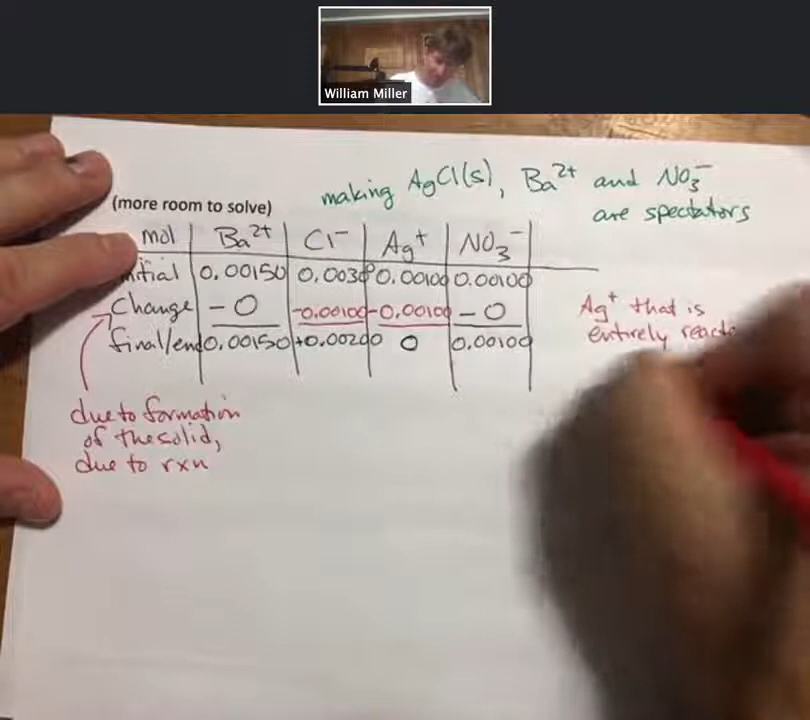 William Miller
making AgCl(s), Ba²⁺ and NO₃⁻
are spectators
(more room to solve)
mol | Ba²⁺ | Cl⁻ | Ag⁺ | NO₃⁻
0.00150 | 0.00300 | 0.00100 | 0.00100
Change | - 0 | -0.00100 | -0.00100 | - 0
final/end | 0.00150 | +0.00200 | 0 | 0.00100
Ag⁺ that is
entirely
due to formation
of the solid,
due to rxn